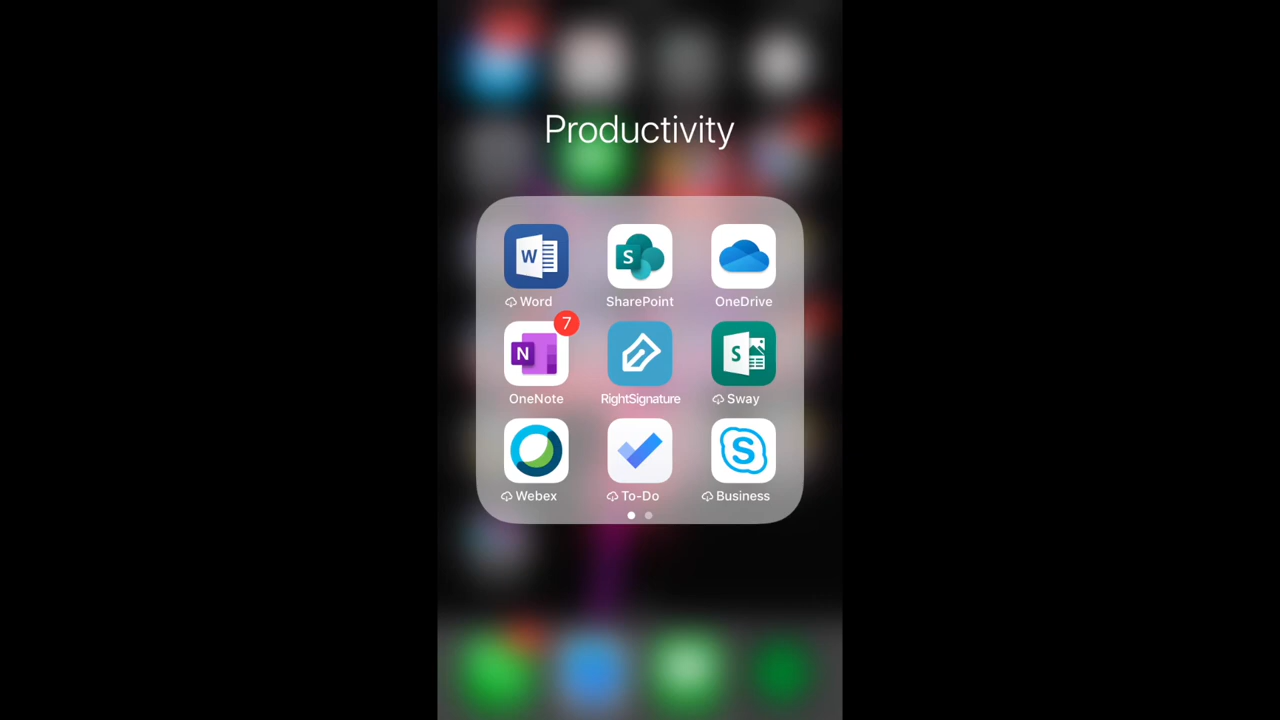 Productivity
W
S
Word
SharePoint
OneDrive
7
N
S
OneNote
RightSignature
Sway
S
Webex
To-Do
Business